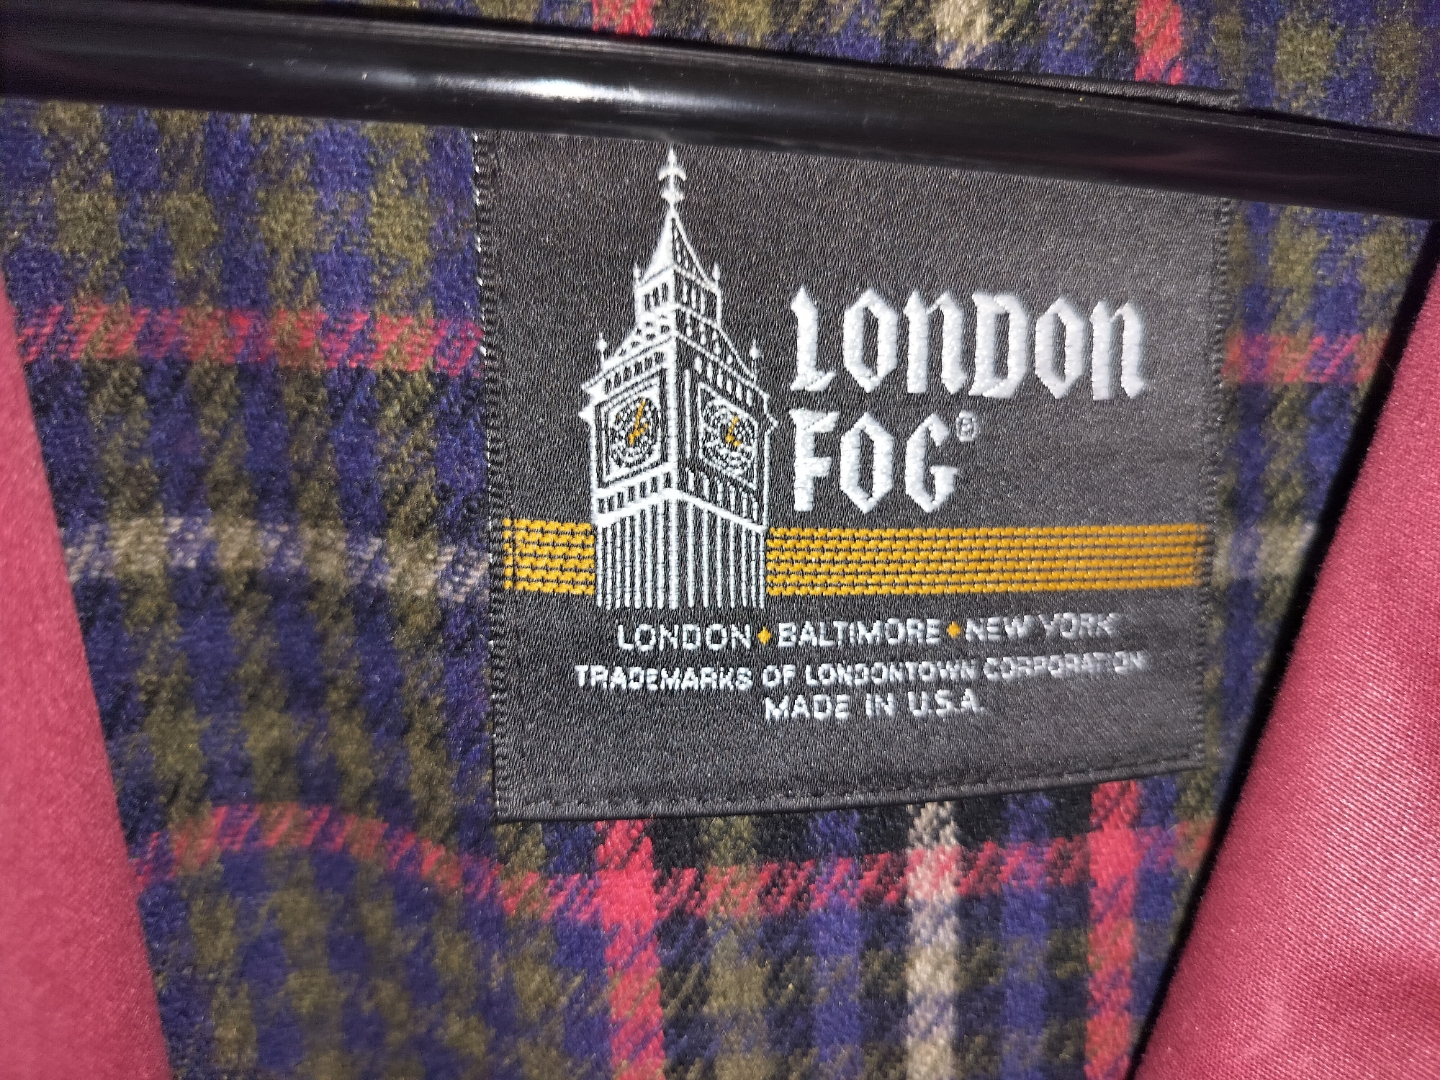 LONDON
FOG®
LONDON ♦ BALTIMORE ♦ NEW YORK
TRADEMARKS OF LONDONTOWN CORPORATION
MADE IN U.S.A.